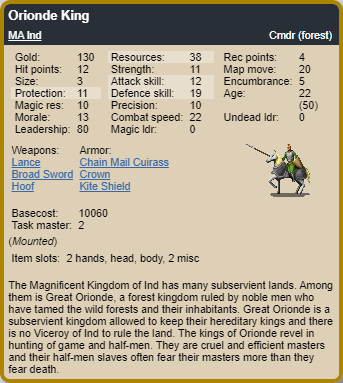 Orionde King
MA Ind Cmdr (forest)
Gold: 130 Resources: 38 Rec points: 4
Hit points: 12 Strength: 11 Map move: 20
Size: 3 Attack skill: 12 Encumbrance: 5
Protection: 11 Defence skill: 19 Age: 22
Magic res: 10 Precision: 10 (50)
Morale: 13 Combat speed: 22 Undead ldr: 0
Leadership: 80 Magic ldr: 0
Weapons: Armor:
Lance Chain Mail Cuirass
Broad Sword Crown
Hoof Kite Shield
Basecost: 10060
Task master: 2
(Mounted)
Item slots: 2 hands, head, body, 2 misc
The Magnificent Kingdom of Ind has many subservient lands. Among
them is Great Orionde, a forest kingdom ruled by noble men who
have tamed the wild forests and their inhabitants. Great Orionde is a
subservient kingdom allowed to keep their hereditary kings and there
is no Viceroy of Ind to rule the land. The kings of Orionde revel in
hunting of game and half-men. They are cruel and efficient masters
and their half-men slaves often fear their masters more than they
fear death.